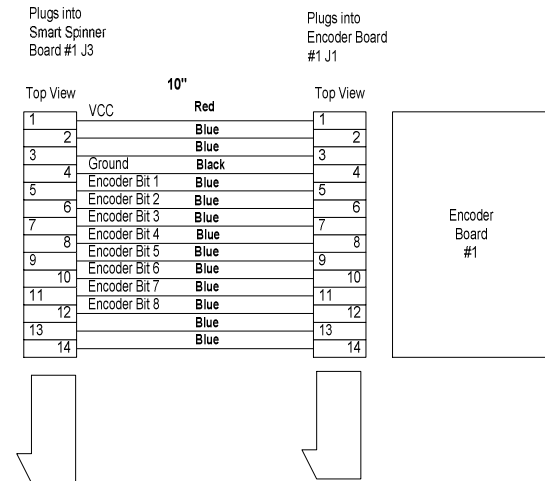 Plugs into
Smart Spinner
Board #1 J3
Plugs into
Encoder Board
#1 J1
10"
Top View
Top View
VCC Red
Blue
Blue
Ground Black
Encoder Bit 1 Blue
Encoder Bit 2 Blue
Encoder Bit 3 Blue
Encoder Bit 4 Blue
Encoder Bit 5 Blue
Encoder Bit 6 Blue
Encoder Bit 7 Blue
Encoder Bit 8 Blue
Blue
Blue
1
2
3
4
5
6
7
8
9
10
11
12
13
14
1
2
3
4
5
6
7
8
9
10
11
12
13
14
Encoder
Board
#1